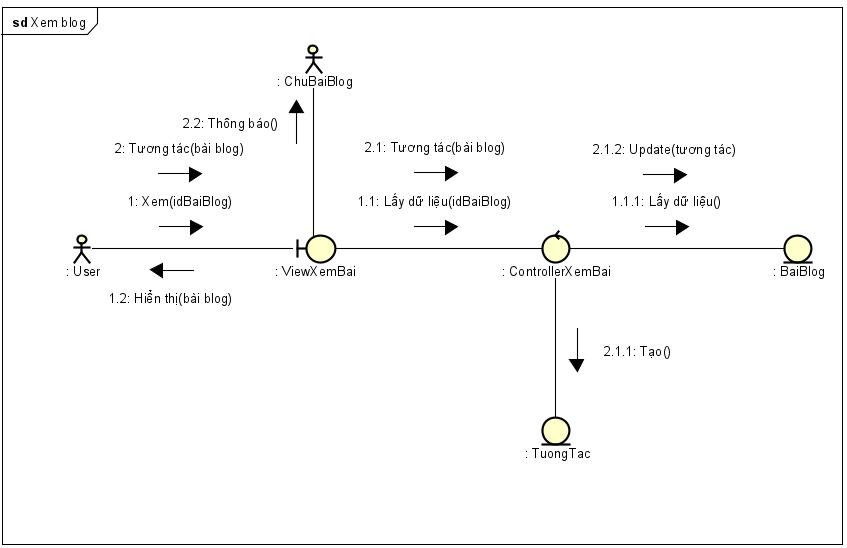 sd Xem blog
: ChuBaiBlog
2.2: Thông báo()
2: Tương tác(bài blog)
2.1: Tương tác(bài blog)
2.1.2: Update(tương tác)
1: Xem(idBaiBlog)
1.1: Lấy dữ liệu(idBaiBlog)
1.1.1: Lấy dữ liệu()
: User
: ViewXemBai
: ControllerXemBai
: BaiBlog
1.2: Hiển thị(bài blog)
2.1.1: Tạo()
: TuongTac